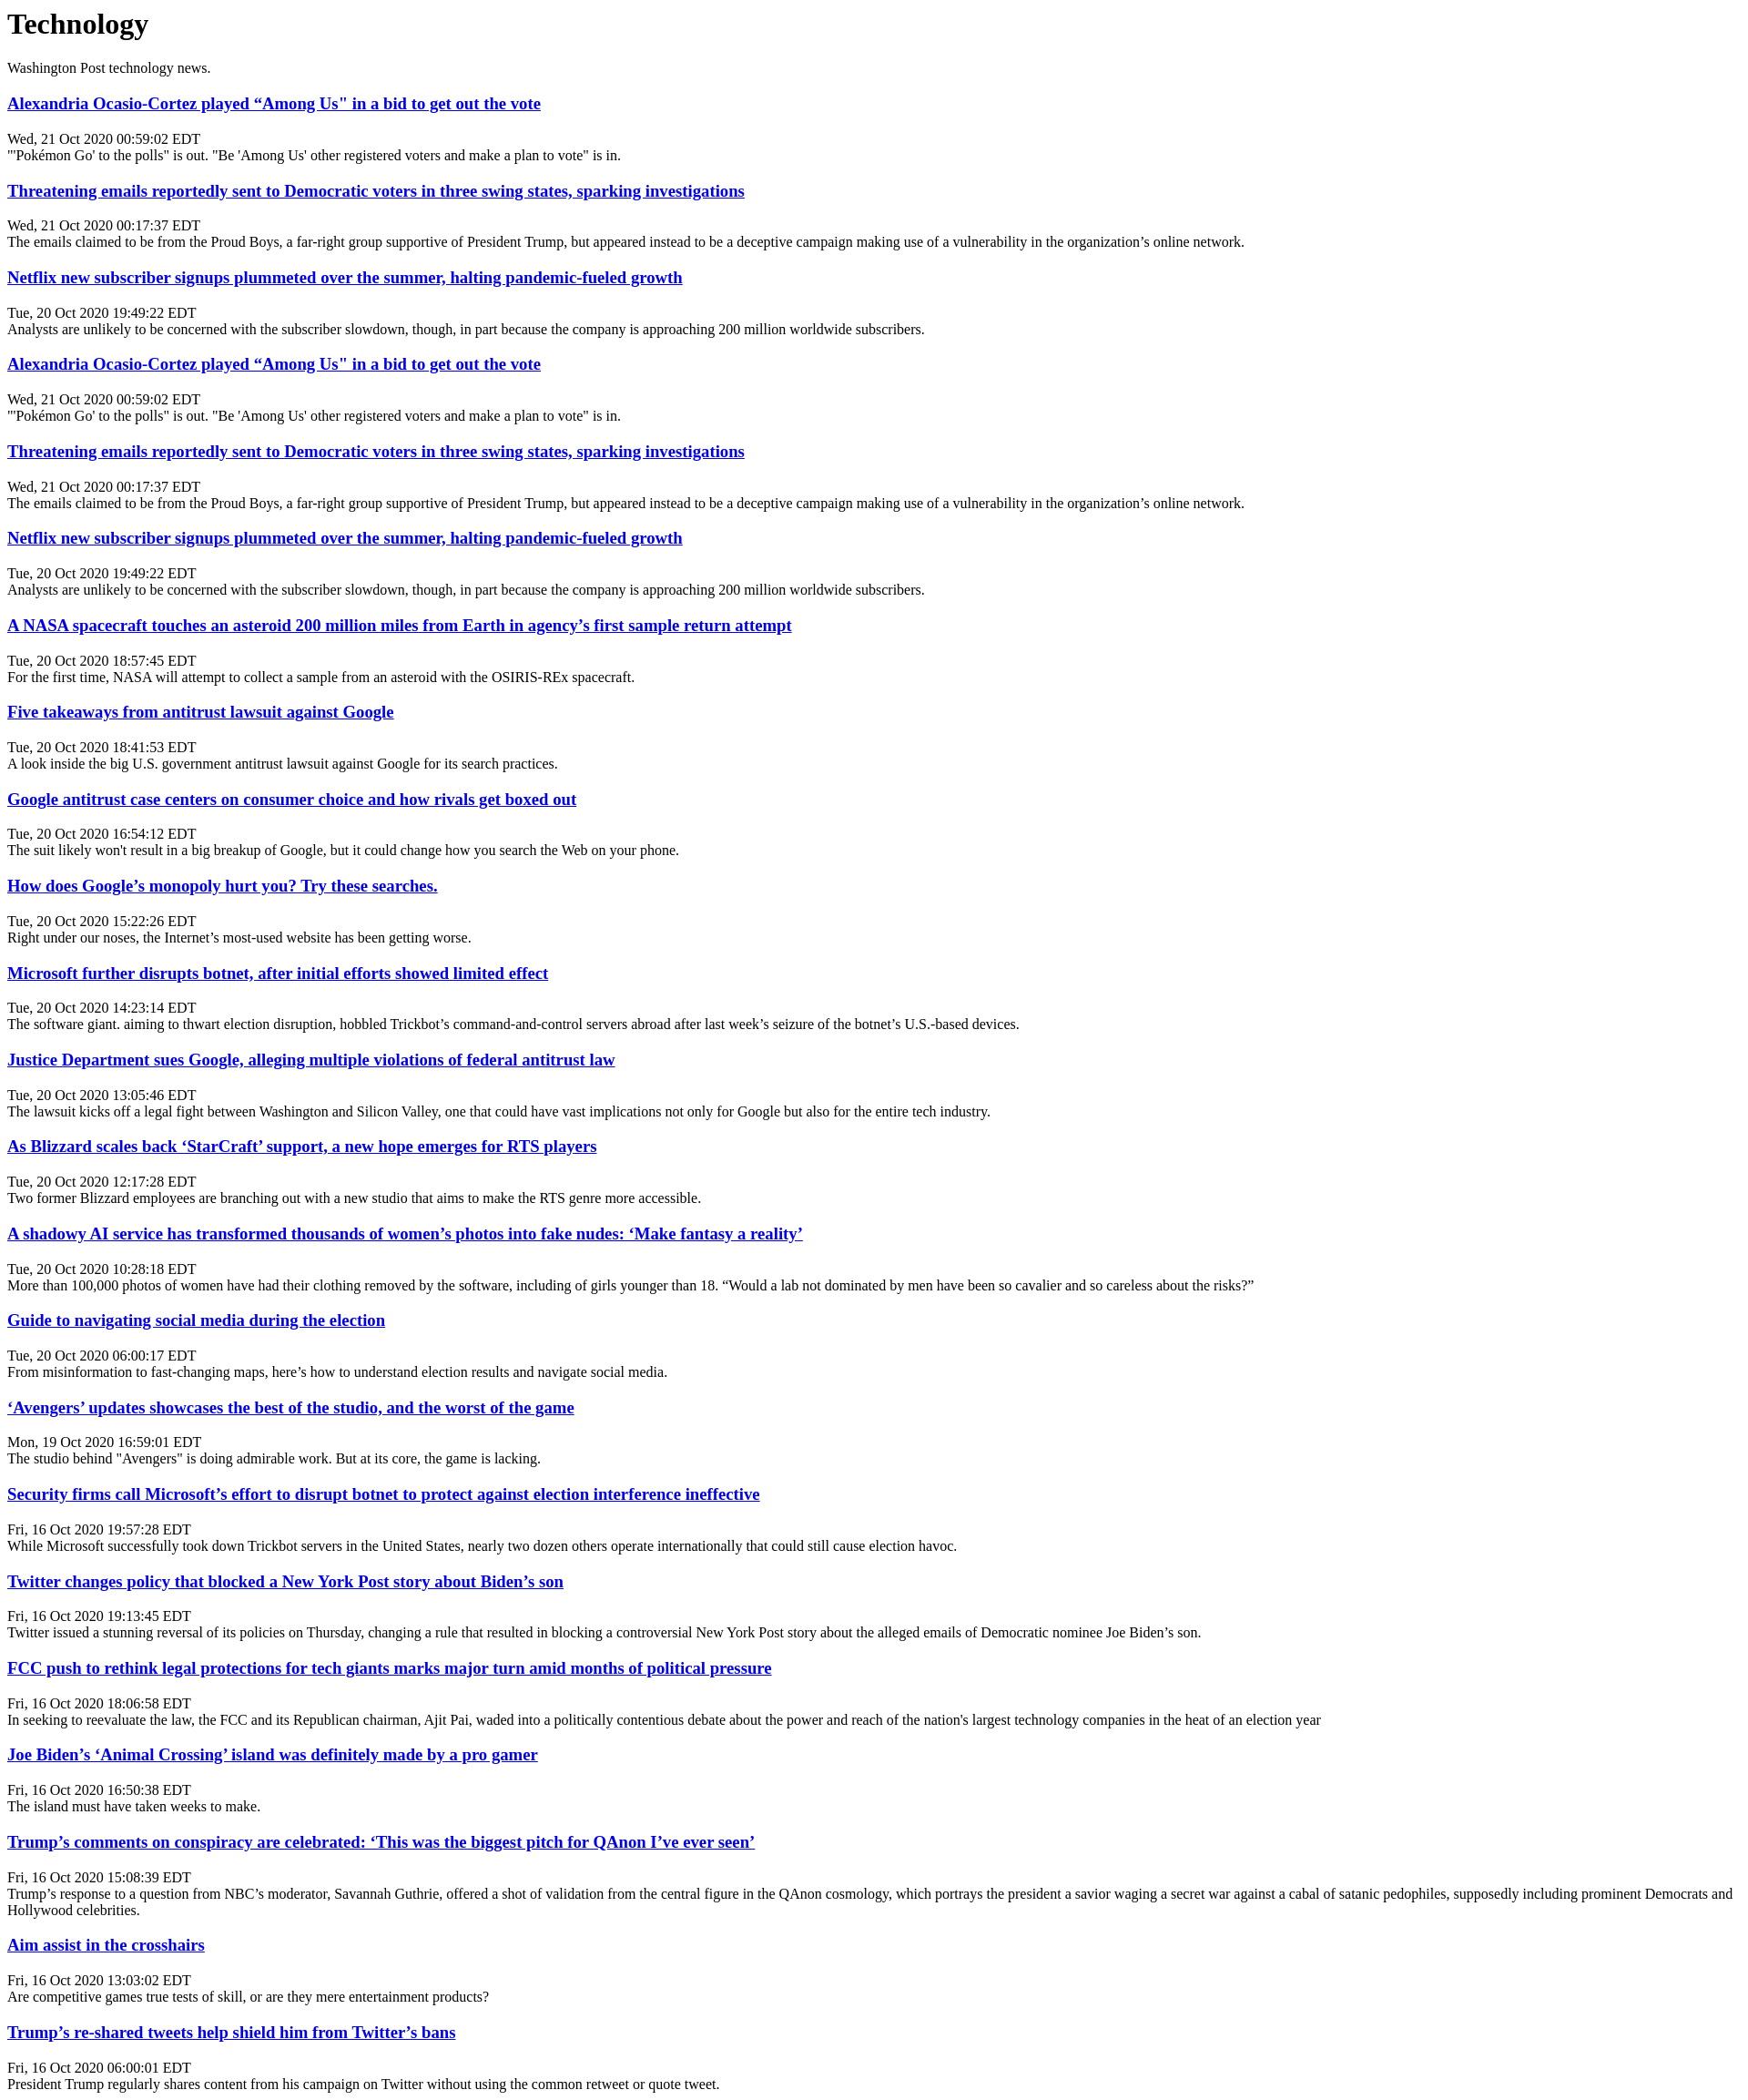 Technology
Washington Post technology news.
Alexandria Ocasio-Cortez played “Among Us" in a bid to get out the vote
Wed, 21 Oct 2020 00:59:02 EDT
"'Pokémon Go' to the polls" is out. "Be 'Among Us' other registered voters and make a plan to vote" is in.
Threatening emails reportedly sent to Democratic voters in three swing states, sparking investigations
Wed, 21 Oct 2020 00:17:37 EDT
The emails claimed to be from the Proud Boys, a far-right group supportive of President Trump, but appeared instead to be a deceptive campaign making use of a vulnerability in the organization’s online network.
Netflix new subscriber signups plummeted over the summer, halting pandemic-fueled growth
Tue, 20 Oct 2020 19:49:22 EDT
Analysts are unlikely to be concerned with the subscriber slowdown, though, in part because the company is approaching 200 million worldwide subscribers.
Alexandria Ocasio-Cortez played “Among Us" in a bid to get out the vote
Wed, 21 Oct 2020 00:59:02 EDT
"'Pokémon Go' to the polls" is out. "Be 'Among Us' other registered voters and make a plan to vote" is in.
Threatening emails reportedly sent to Democratic voters in three swing states, sparking investigations
Wed, 21 Oct 2020 00:17:37 EDT
The emails claimed to be from the Proud Boys, a far-right group supportive of President Trump, but appeared instead to be a deceptive campaign making use of a vulnerability in the organization’s online network.
Netflix new subscriber signups plummeted over the summer, halting pandemic-fueled growth
Tue, 20 Oct 2020 19:49:22 EDT
Analysts are unlikely to be concerned with the subscriber slowdown, though, in part because the company is approaching 200 million worldwide subscribers.
A NASA spacecraft touches an asteroid 200 million miles from Earth in agency’s first sample return attempt
Tue, 20 Oct 2020 18:57:45 EDT
For the first time, NASA will attempt to collect a sample from an asteroid with the OSIRIS-REx spacecraft.
Five takeaways from antitrust lawsuit against Google
Tue, 20 Oct 2020 18:41:53 EDT
A look inside the big U.S. government antitrust lawsuit against Google for its search practices.
Google antitrust case centers on consumer choice and how rivals get boxed out
Tue, 20 Oct 2020 16:54:12 EDT
The suit likely won't result in a big breakup of Google, but it could change how you search the Web on your phone.
How does Google’s monopoly hurt you? Try these searches.
Tue, 20 Oct 2020 15:22:26 EDT
Right under our noses, the Internet’s most-used website has been getting worse.
Microsoft further disrupts botnet, after initial efforts showed limited effect
Tue, 20 Oct 2020 14:23:14 EDT
The software giant. aiming to thwart election disruption, hobbled Trickbot’s command-and-control servers abroad after last week’s seizure of the botnet’s U.S.-based devices.
Justice Department sues Google, alleging multiple violations of federal antitrust law
Tue, 20 Oct 2020 13:05:46 EDT
The lawsuit kicks off a legal fight between Washington and Silicon Valley, one that could have vast implications not only for Google but also for the entire tech industry.
As Blizzard scales back ‘StarCraft’ support, a new hope emerges for RTS players
Tue, 20 Oct 2020 12:17:28 EDT
Two former Blizzard employees are branching out with a new studio that aims to make the RTS genre more accessible.
A shadowy AI service has transformed thousands of women’s photos into fake nudes: ‘Make fantasy a reality’
Tue, 20 Oct 2020 10:28:18 EDT
More than 100,000 photos of women have had their clothing removed by the software, including of girls younger than 18. “Would a lab not dominated by men have been so cavalier and so careless about the risks?”
Guide to navigating social media during the election
Tue, 20 Oct 2020 06:00:17 EDT
From misinformation to fast-changing maps, here’s how to understand election results and navigate social media.
‘Avengers’ updates showcases the best of the studio, and the worst of the game
Mon, 19 Oct 2020 16:59:01 EDT
The studio behind "Avengers" is doing admirable work. But at its core, the game is lacking.
Security firms call Microsoft’s effort to disrupt botnet to protect against election interference ineffective
Fri, 16 Oct 2020 19:57:28 EDT
While Microsoft successfully took down Trickbot servers in the United States, nearly two dozen others operate internationally that could still cause election havoc.
Twitter changes policy that blocked a New York Post story about Biden’s son
Fri, 16 Oct 2020 19:13:45 EDT
Twitter issued a stunning reversal of its policies on Thursday, changing a rule that resulted in blocking a controversial New York Post story about the alleged emails of Democratic nominee Joe Biden’s son.
FCC push to rethink legal protections for tech giants marks major turn amid months of political pressure
Fri, 16 Oct 2020 18:06:58 EDT
In seeking to reevaluate the law, the FCC and its Republican chairman, Ajit Pai, waded into a politically contentious debate about the power and reach of the nation's largest technology companies in the heat of an election year
Joe Biden’s ‘Animal Crossing’ island was definitely made by a pro gamer
Fri, 16 Oct 2020 16:50:38 EDT
The island must have taken weeks to make.
Trump’s comments on conspiracy are celebrated: ‘This was the biggest pitch for QAnon I’ve ever seen’
Fri, 16 Oct 2020 15:08:39 EDT
Trump’s response to a question from NBC’s moderator, Savannah Guthrie, offered a shot of validation from the central figure in the QAnon cosmology, which portrays the president a savior waging a secret war against a cabal of satanic pedophiles, supposedly including prominent Democrats and
Hollywood celebrities.
Aim assist in the crosshairs
Fri, 16 Oct 2020 13:03:02 EDT
Are competitive games true tests of skill, or are they mere entertainment products?
Trump’s re-shared tweets help shield him from Twitter’s bans
Fri, 16 Oct 2020 06:00:01 EDT
President Trump regularly shares content from his campaign on Twitter without using the common retweet or quote tweet.